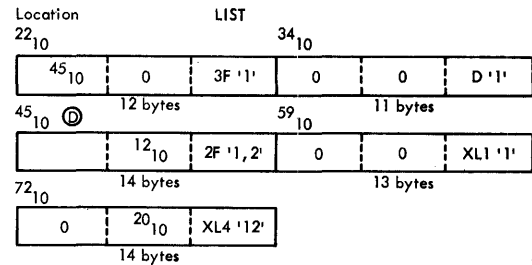 Location LIST
22₁₀ 34₁₀
45₁₀ 0 3F '1' 0 0 D '1'
12 bytes 11 bytes
45₁₀ D 59₁₀
12₁₀ 2F '1,2' 0 0 XL1 '1'
14 bytes 13 bytes
72₁₀
0 20₁₀ XL4 '12'
14 bytes